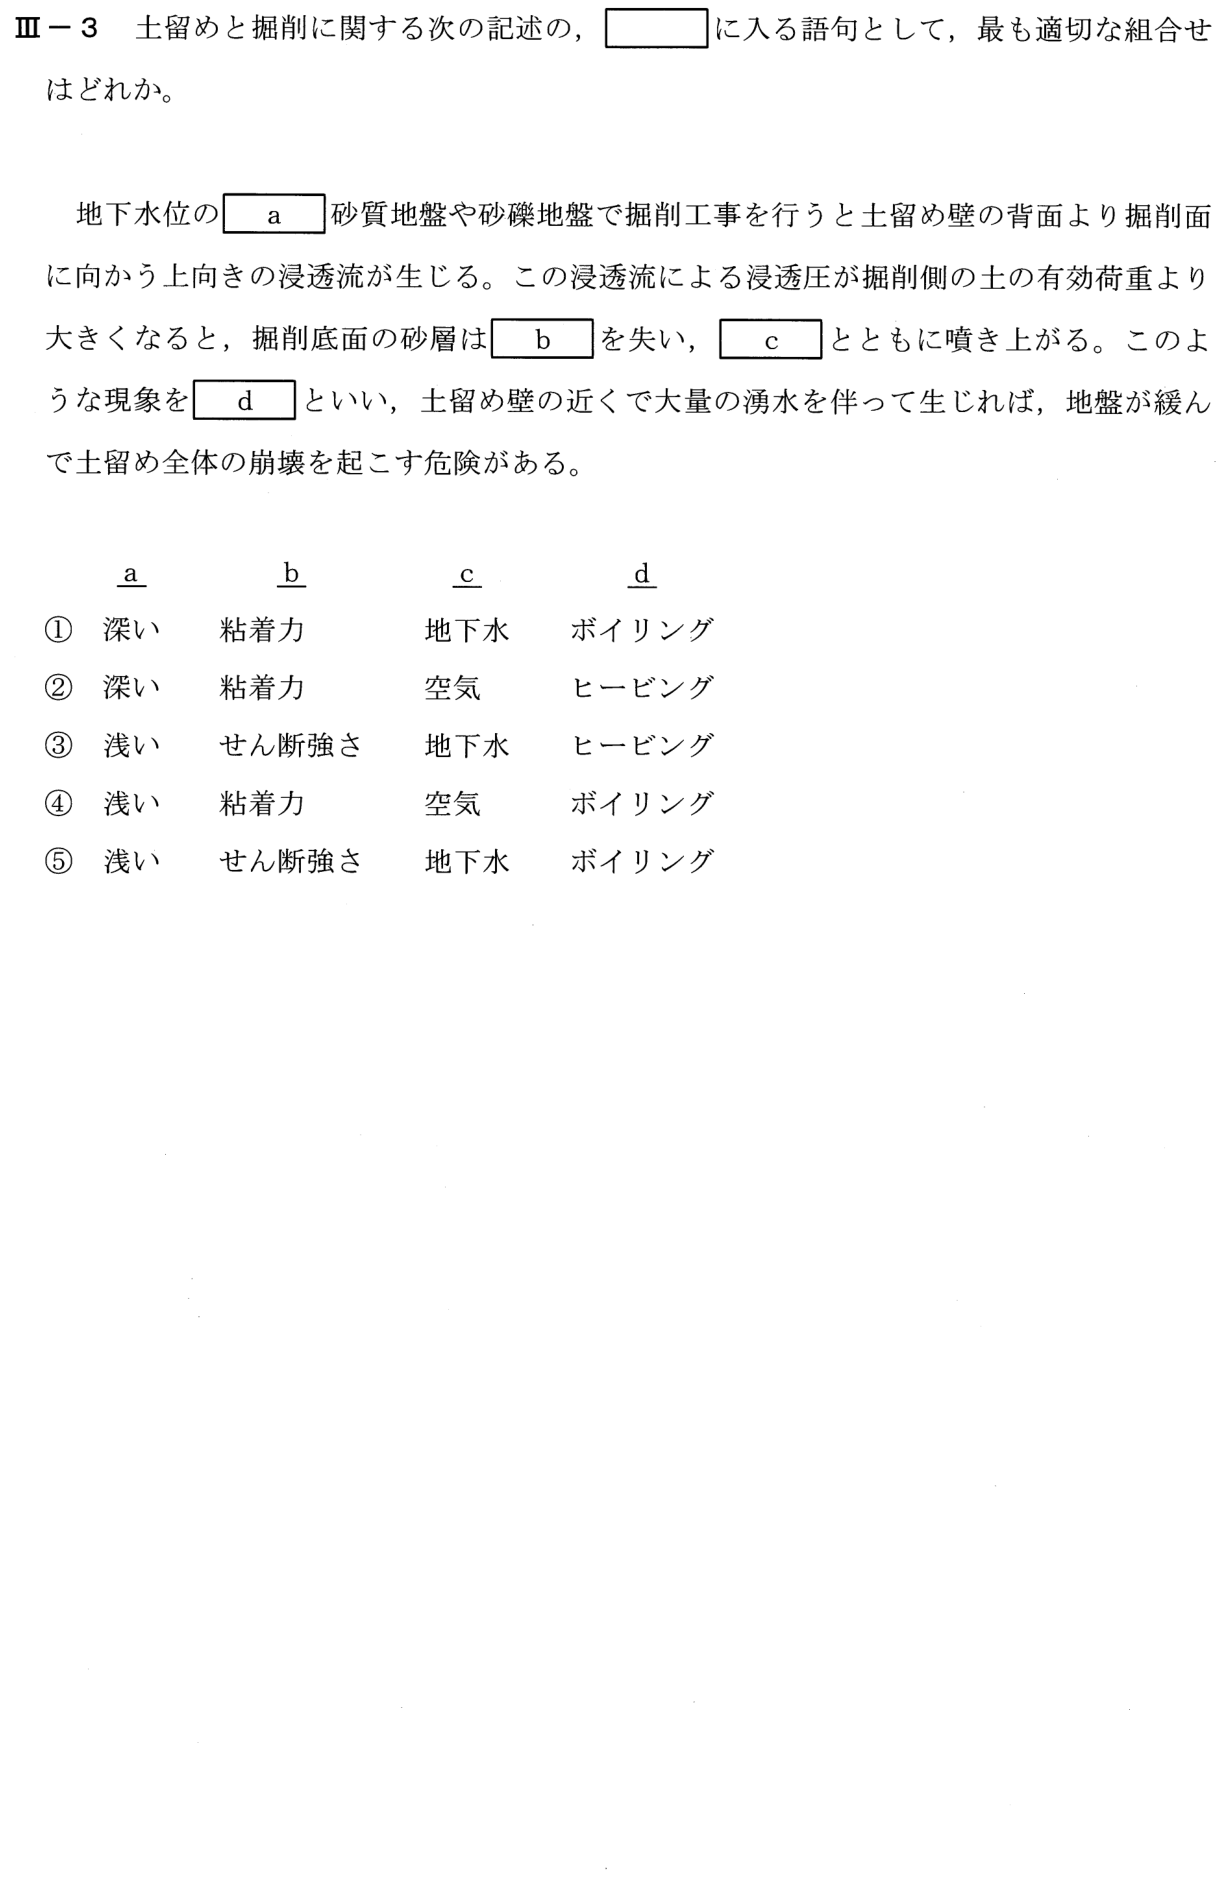 Ⅲ－３　土留めと掘削に関する次の記述の，　　　に入る語句として，最も適切な組合せ
はどれか。
地下水位の a 砂質地盤や砂礫地盤で掘削工事を行うと土留め壁の背面より掘削面
に向かう上向きの浸透流が生じる。この浸透流による浸透圧が掘削側の土の有効荷重より
大きくなると，掘削底面の砂層は b を失い， c とともに噴き上がる。このよ
うな現象を d といい，土留め壁の近くで大量の湧水を伴って生じれば，地盤が緩ん
で土留め全体の崩壊を起こす危険がある。
a　b　c　d
①　深い　粘着力　地下水　ボイリング
②　深い　粘着力　空気　ヒービング
③　浅い　せん断強さ　地下水　ヒービング
④　浅い　粘着力　空気　ボイリング
⑤　浅い　せん断強さ　地下水　ボイリング